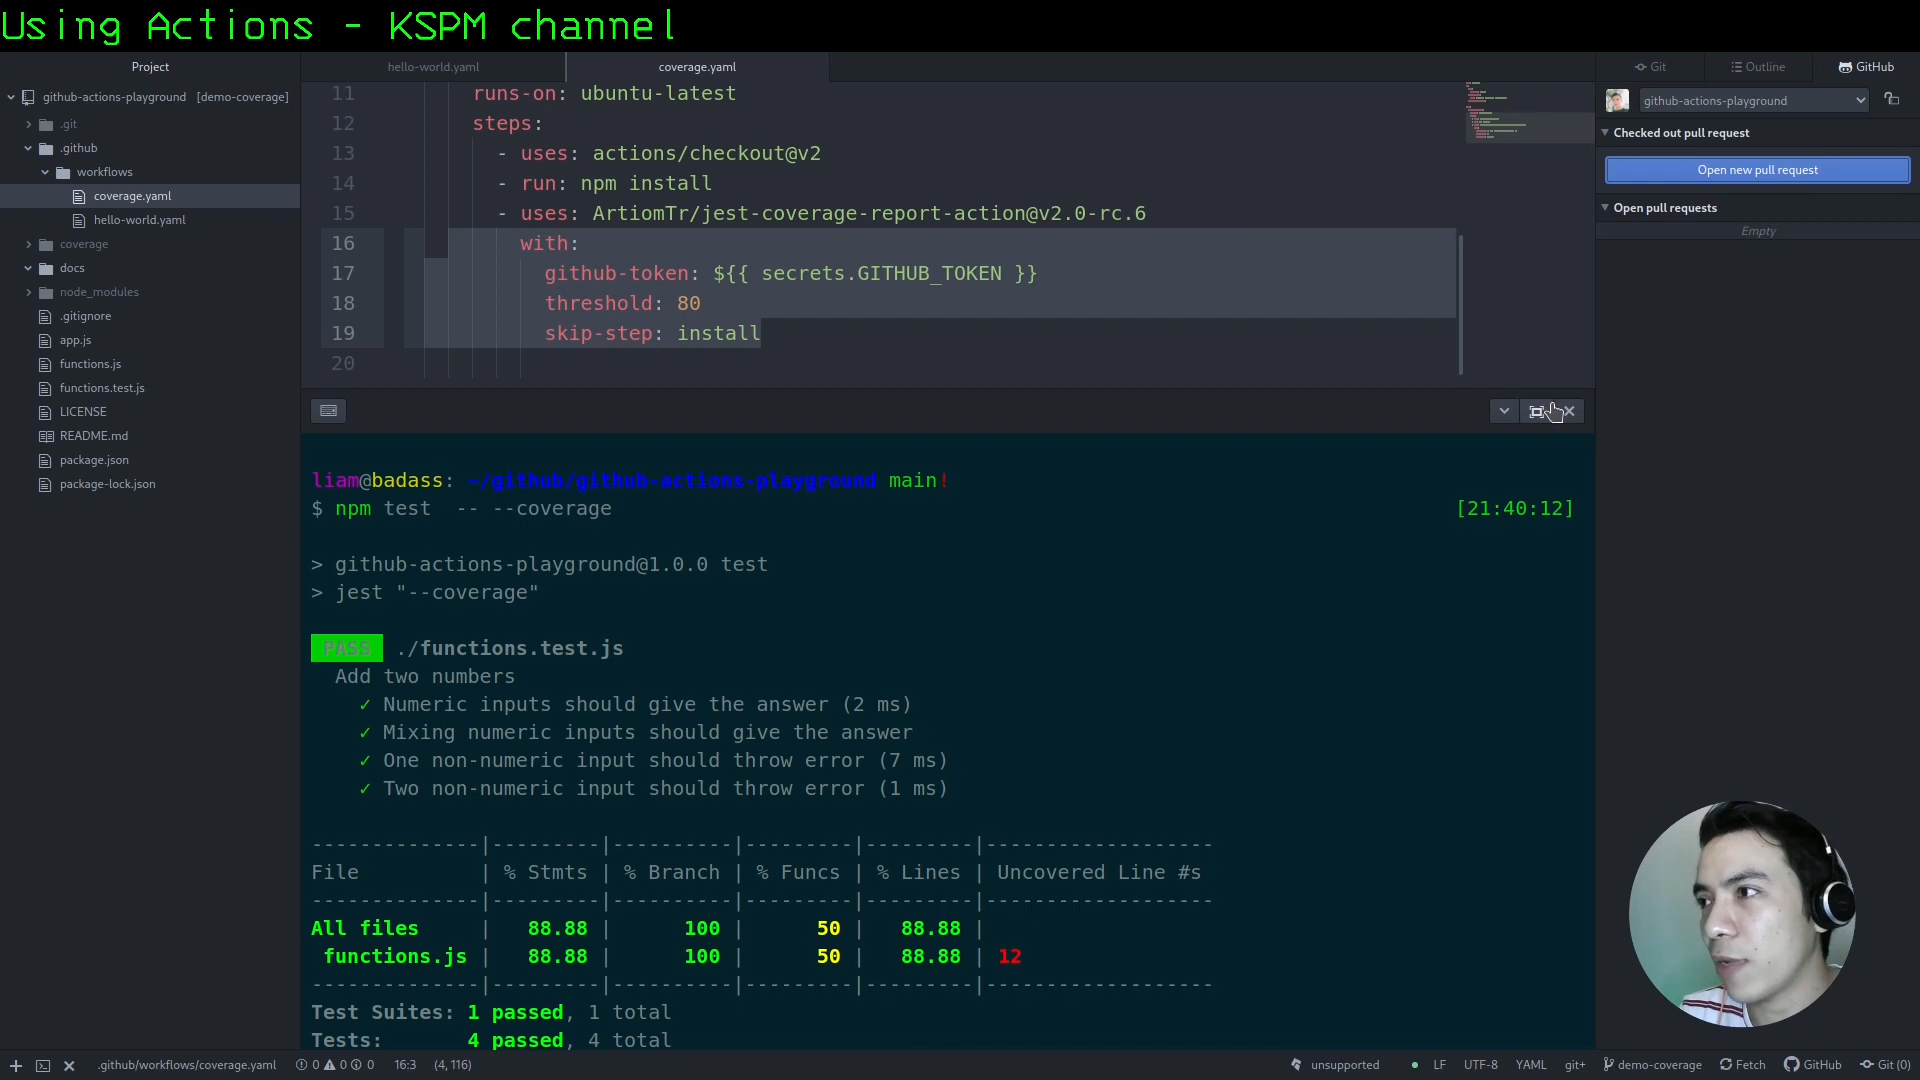 Using Actions - KSPM channel
Project
hello-world.yaml
coverage.yaml
Git
Outline
GitHub
github-actions-playground [demo-coverage]
.git
.github
workflows
coverage.yaml
hello-world.yaml
coverage
docs
node_modules
.gitignore
app.js
functions.js
functions.test.js
LICENSE
README.md
package.json
package-lock.json
11 runs-on: ubuntu-latest
12 steps:
13 - uses: actions/checkout@v2
14 - run: npm install
15 - uses: ArtiomTr/jest-coverage-report-action@v2.0-rc.6
16 with:
17 github-token: ${{ secrets.GITHUB_TOKEN }}
18 threshold: 80
19 skip-step: install
20
github-actions-playground
Checked out pull request
Open new pull request
Open pull requests
Empty
liam@badass: ~/github/github-actions-playground main!
$ npm test -- --coverage [21:40:12]
> github-actions-playground@1.0.0 test
> jest "--coverage"
PASS ./functions.test.js
Add two numbers
✓ Numeric inputs should give the answer (2 ms)
✓ Mixing numeric inputs should give the answer
✓ One non-numeric input should throw error (7 ms)
✓ Two non-numeric input should throw error (1 ms)
--------------|---------|----------|---------|---------|-------------------
File | % Stmts | % Branch | % Funcs | % Lines | Uncovered Line #s
--------------|---------|----------|---------|---------|-------------------
All files | 88.88 | 100 | 50 | 88.88 |
functions.js | 88.88 | 100 | 50 | 88.88 | 12
--------------|---------|----------|---------|---------|-------------------
Test Suites: 1 passed, 1 total
Tests: 4 passed, 4 total
.github/workflows/coverage.yaml 0 0 0 16:3 (4, 116)
unsupported LF UTF-8 YAML git+ demo-coverage Fetch GitHub Git (0)